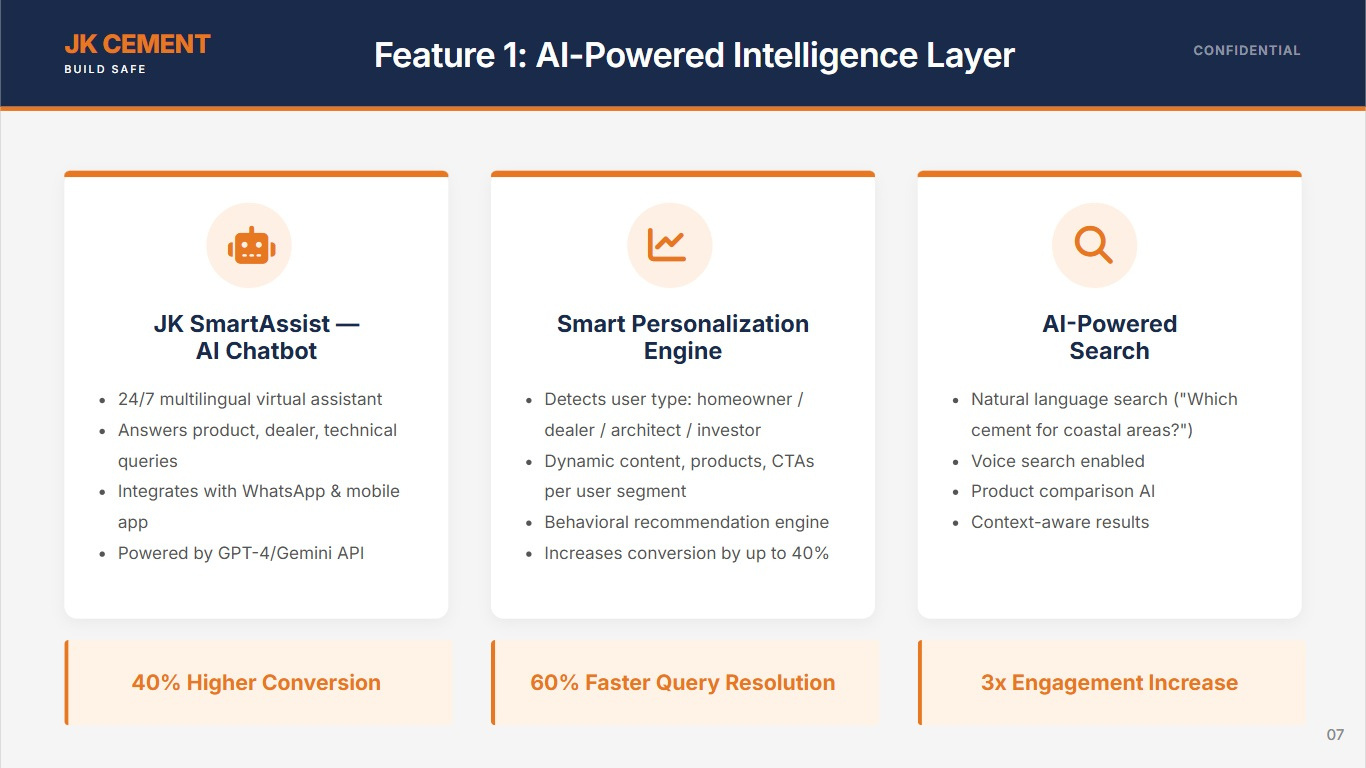 JK CEMENT
BUILD SAFE
Feature 1: AI-Powered Intelligence Layer
CONFIDENTIAL
JK SmartAssist —
AI Chatbot
• 24/7 multilingual virtual assistant
• Answers product, dealer, technical
queries
• Integrates with WhatsApp & mobile
app
• Powered by GPT-4/Gemini API
Smart Personalization
Engine
• Detects user type: homeowner /
dealer / architect / investor
• Dynamic content, products, CTAs
per user segment
• Behavioral recommendation engine
• Increases conversion by up to 40%
AI-Powered
Search
• Natural language search ("Which
cement for coastal areas?")
• Voice search enabled
• Product comparison AI
• Context-aware results
40% Higher Conversion
60% Faster Query Resolution
3x Engagement Increase
07